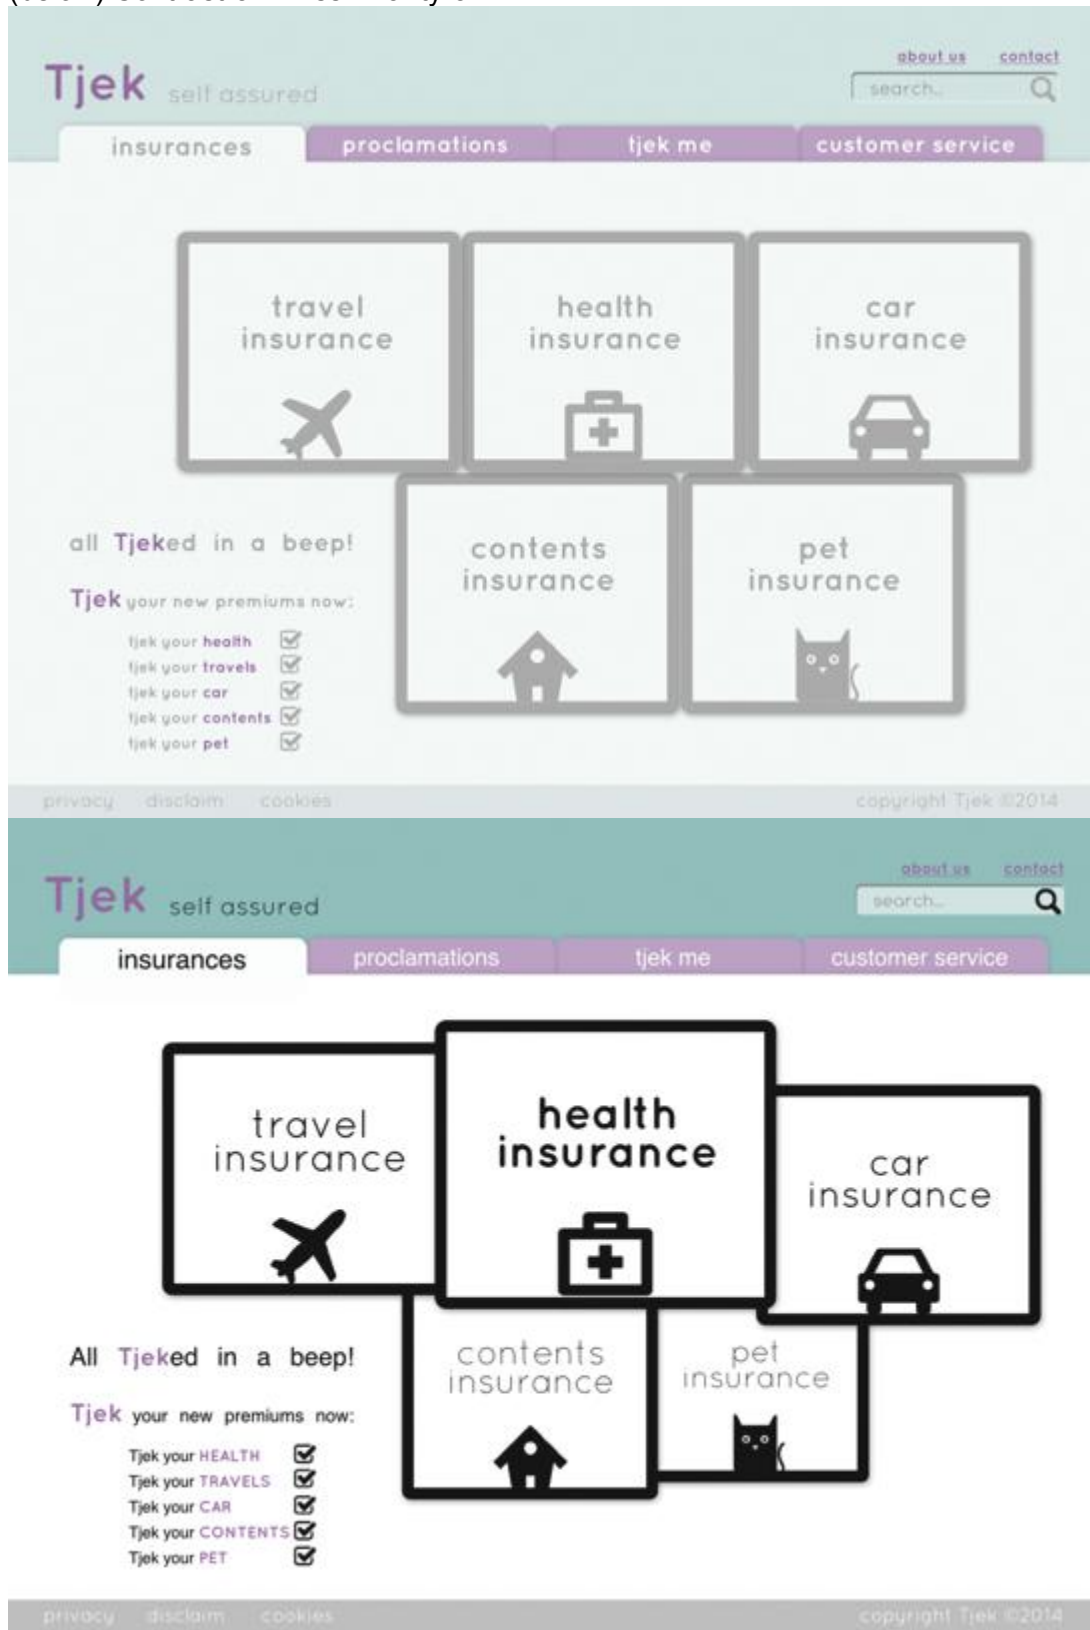 about us contact
Tjek self assured
search...
insurances proclamations tjek me customer service
travel
insurance
health
insurance
car
insurance
contents
insurance
pet
insurance
all Tjeked in a beep!
Tjek your new premiums now:
tjek your health
tjek your travels
tjek your car
tjek your contents
tjek your pet
privacy disclaim cookies copyright Tjek ©2014
about us contact
Tjek self assured
search...
insurances proclamations tjek me customer service
travel
insurance
health
insurance
car
insurance
contents
insurance
pet
insurance
All Tjeked in a beep!
Tjek your new premiums now:
Tjek your HEALTH
Tjek your TRAVELS
Tjek your CAR
Tjek your CONTENTS
Tjek your PET
privacy disclaim cookies copyright Tjek ©2014